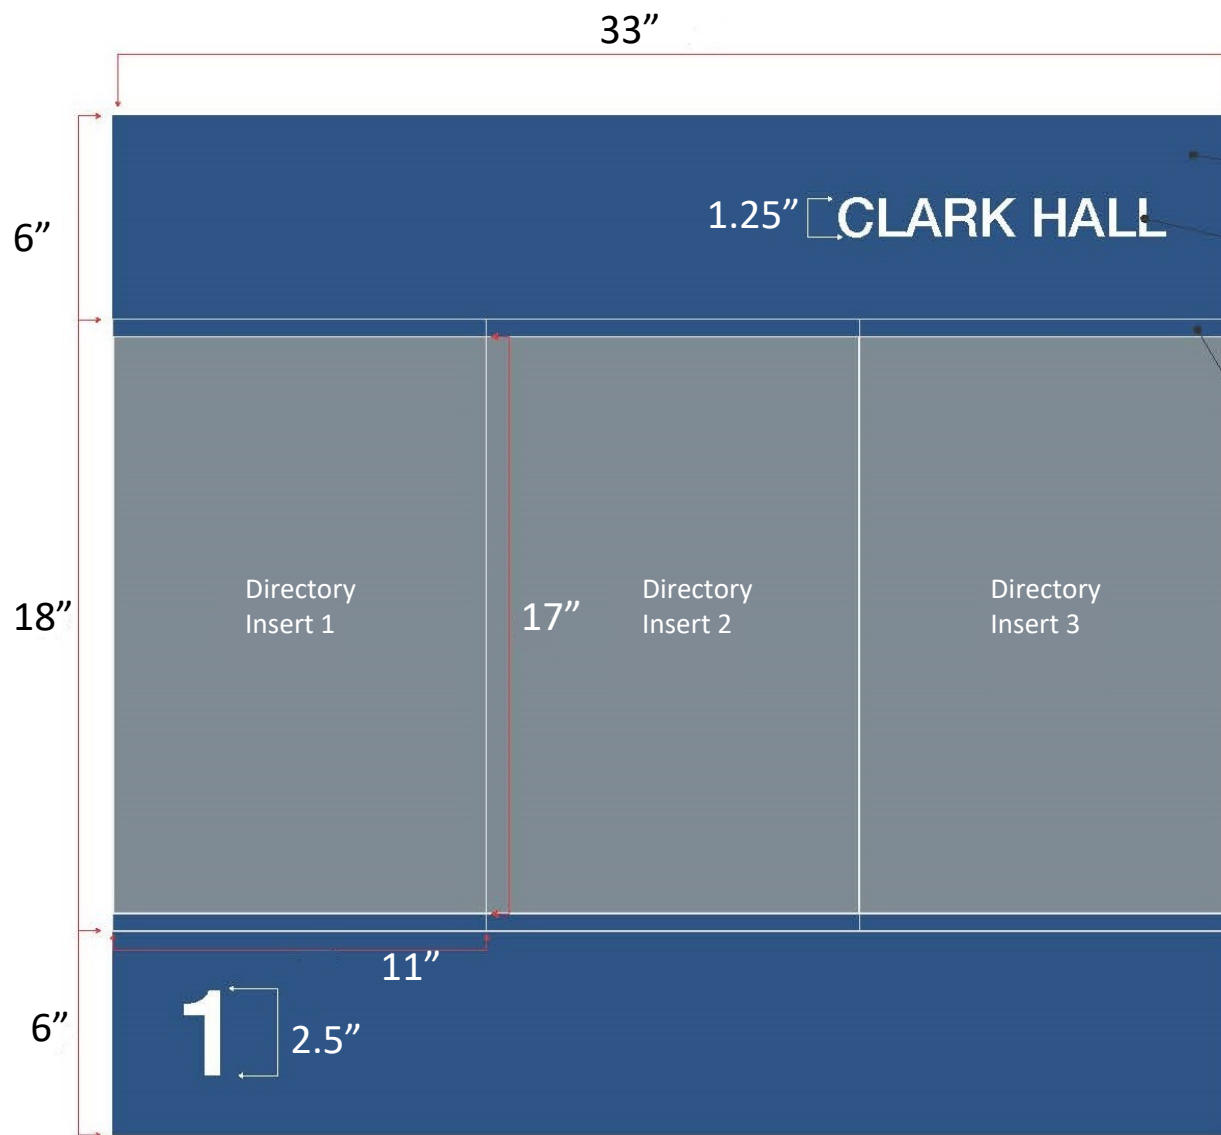 33”
6”
1.25”
CLARK HALL
18”
Directory
Insert 1
17”
Directory
Insert 2
Directory
Insert 3
11”
6”
1
2.5”